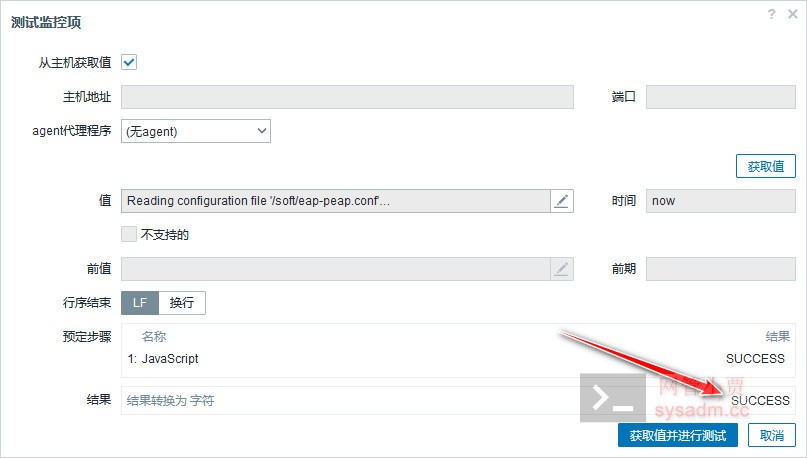 测试监控项
? ×
从主机获取值
主机地址
端口
agent代理程序 (无agent)
获取值
值 Reading configuration file '/soft/eap-peap.conf'…
时间 now
不支持的
前值
前期
行序结束 LF 换行
预定步骤 名称 结果
1: JavaScript SUCCESS
结果 结果转换为 字符 SUCCESS
sysadm.cc
获取值并进行测试 取消